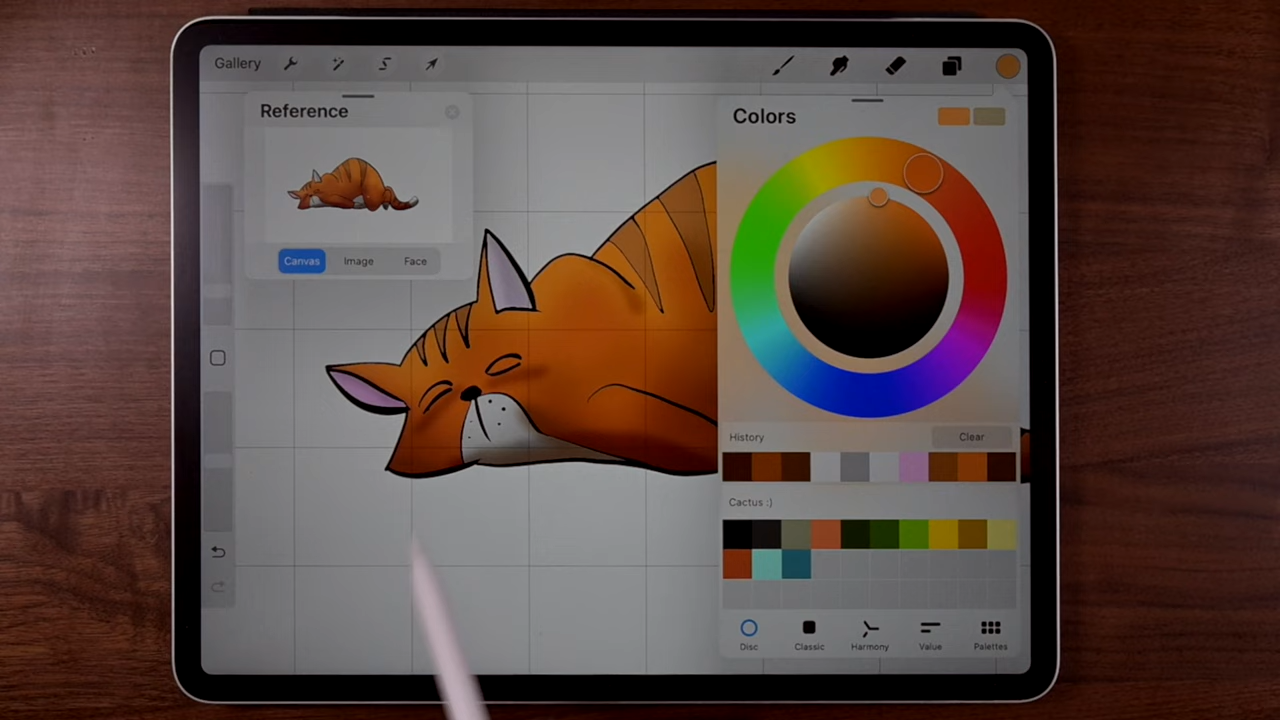 Gallery
Reference
Canvas Image Face
Colors
History Clear
Cactus :)
Disc Classic Harmony Value Palettes